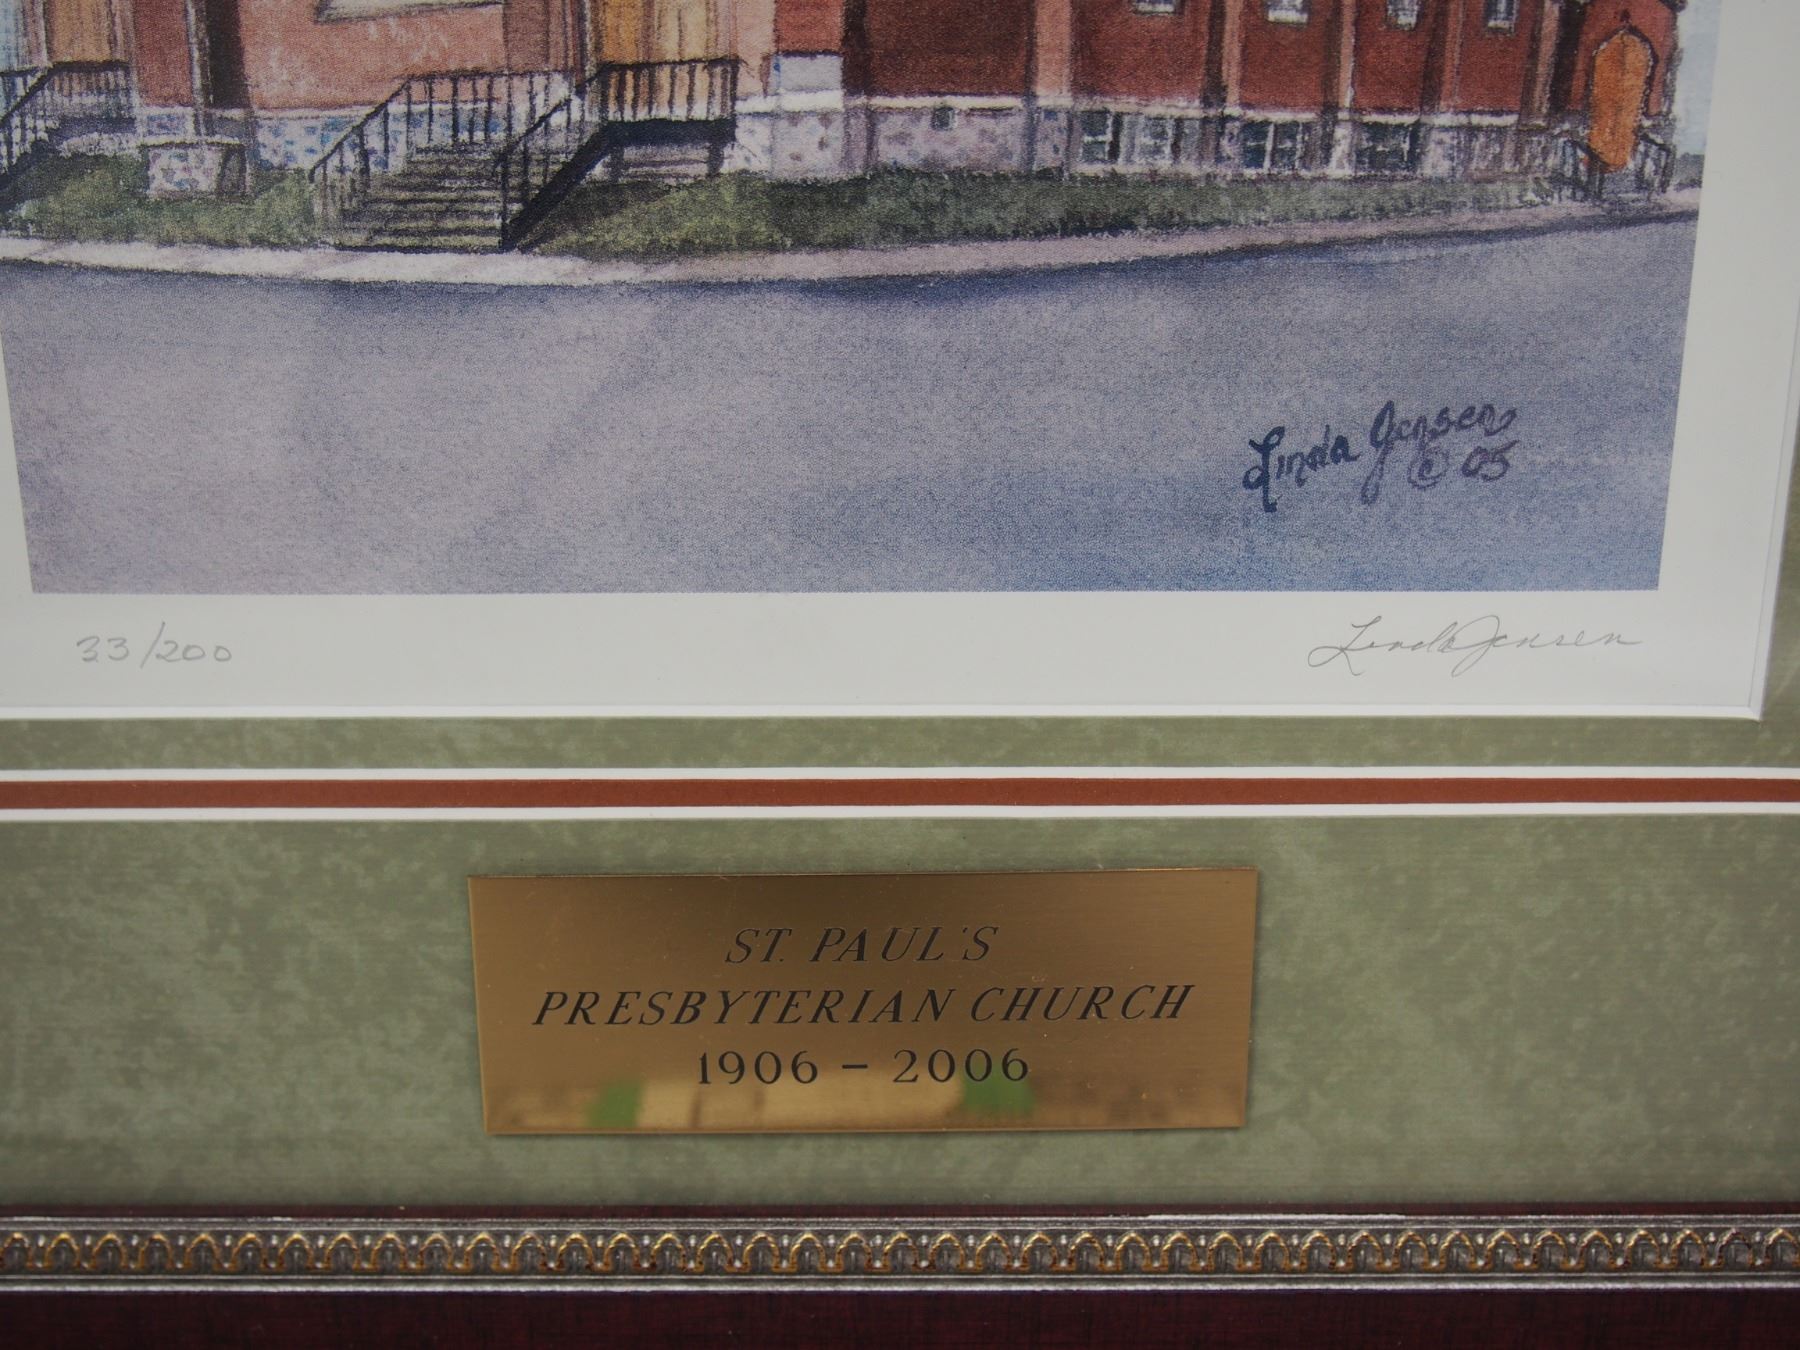 Linda Jensen
© 05
33/200
Linda Jensen
ST. PAUL'S
PRESBYTERIAN CHURCH
1906 – 2006